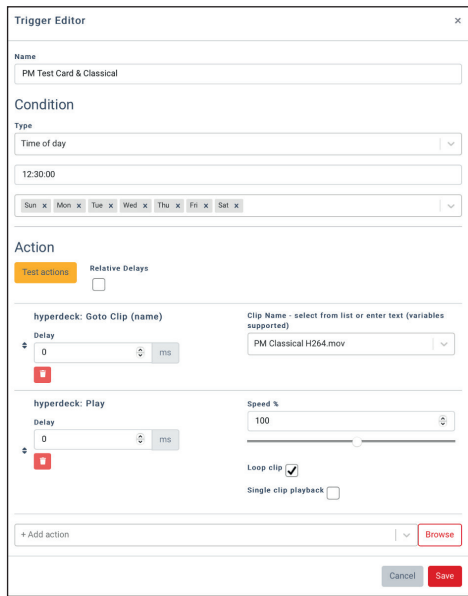 Trigger Editor ×
Name
PM Test Card & Classical
Condition
Type
Time of day
12:30:00
Sun x Mon x Tue x Wed x Thu x Fri x Sat x
Action
Test actions
Relative Delays
hyperdeck: Goto Clip (name)
Delay
0 ms
Clip Name - select from list or enter text (variables
supported)
PM Classical H264.mov
hyperdeck: Play
Delay
0 ms
Speed %
100
Loop clip
Single clip playback
+ Add action
Browse
Cancel Save